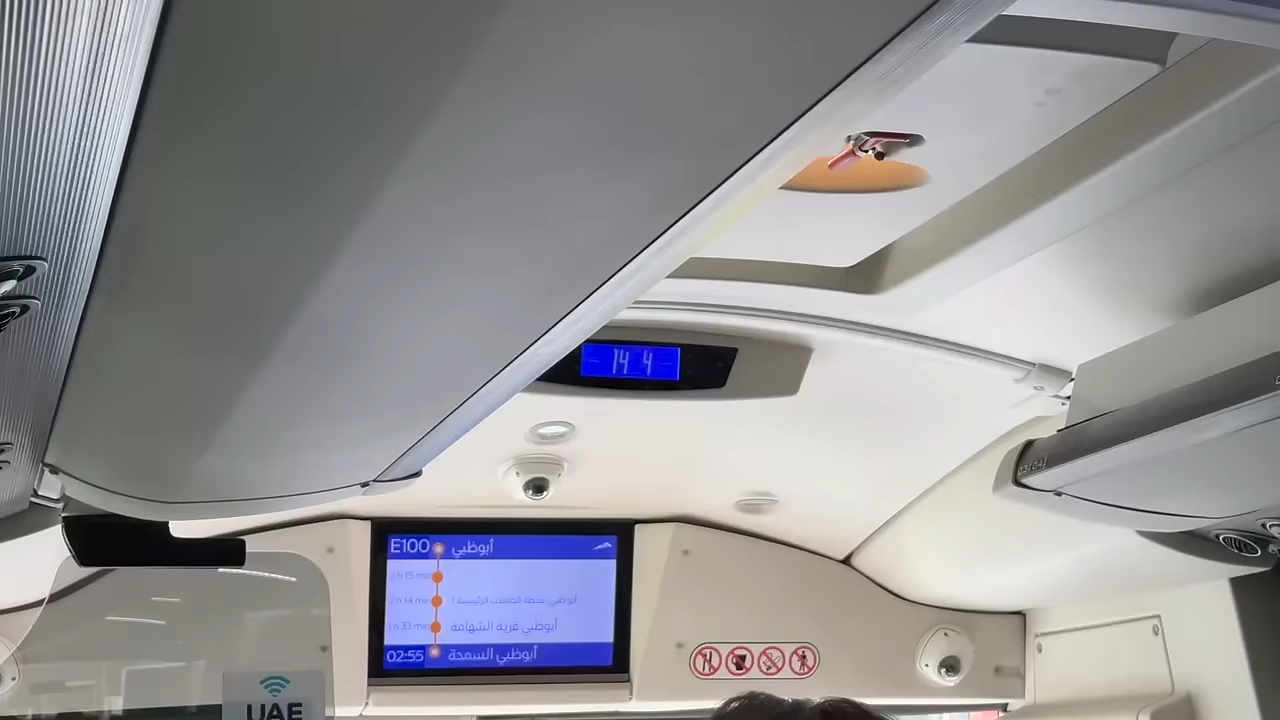 14 4
E100 أبوظبي
2 h 15 min
2 h 14 min أبوظبي محطة الحافلات الرئيسية 1
1 h 33 min أبوظبي قرية الشهامة
02:55 أبوظبي السمحة
UAE